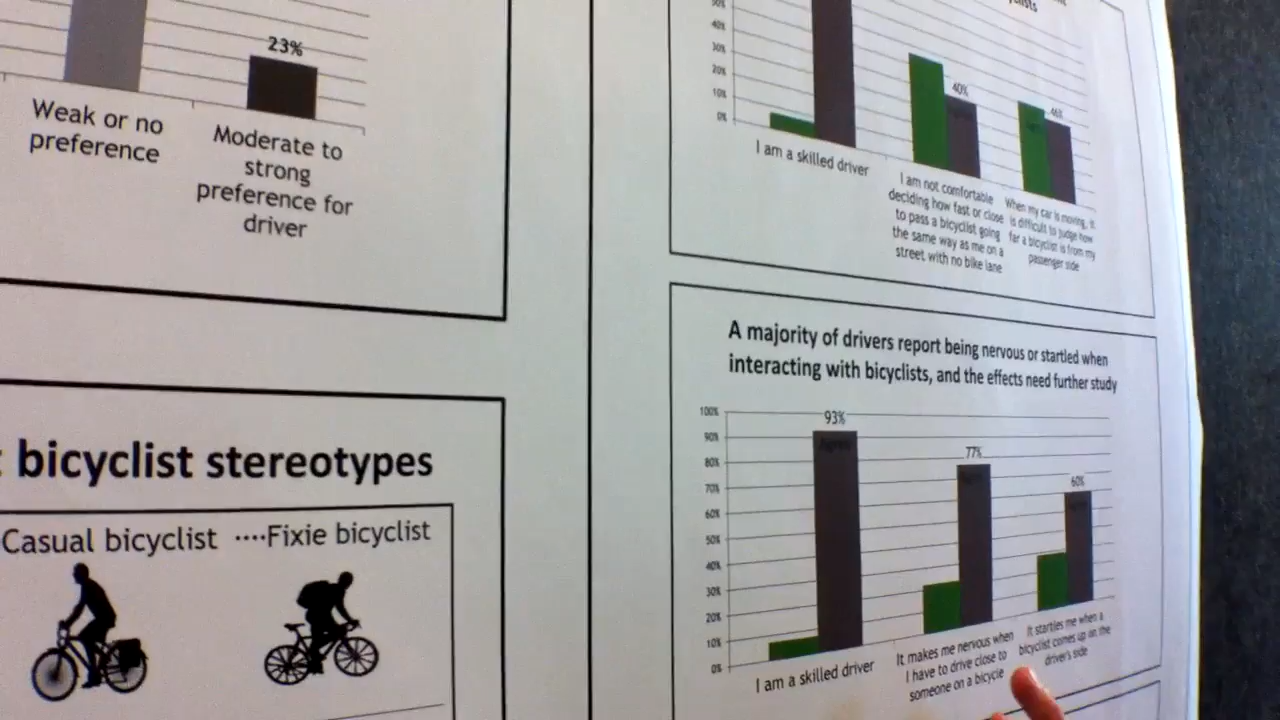 23%
Weak or no
preference
Moderate to
strong
preference for
driver
bicyclist stereotypes
Casual bicyclist ····Fixie bicyclist
40%
30%
20%
10%
0%
40%
46%
I am a skilled driver
I am not comfortable
deciding how fast or close
to pass a bicyclist going
the same way as me on a
street with no bike lane
When my car is moving, it
is difficult to judge how
far a bicyclist is from my
passenger side
A majority of drivers report being nervous or startled when
interacting with bicyclists, and the effects need further study
100%
90%
80%
70%
60%
50%
40%
30%
20%
10%
0%
93%
77%
60%
I am a skilled driver
It makes me nervous when
I have to drive close to
someone on a bicycle
It startles me when a
bicyclist comes up on the
driver's side